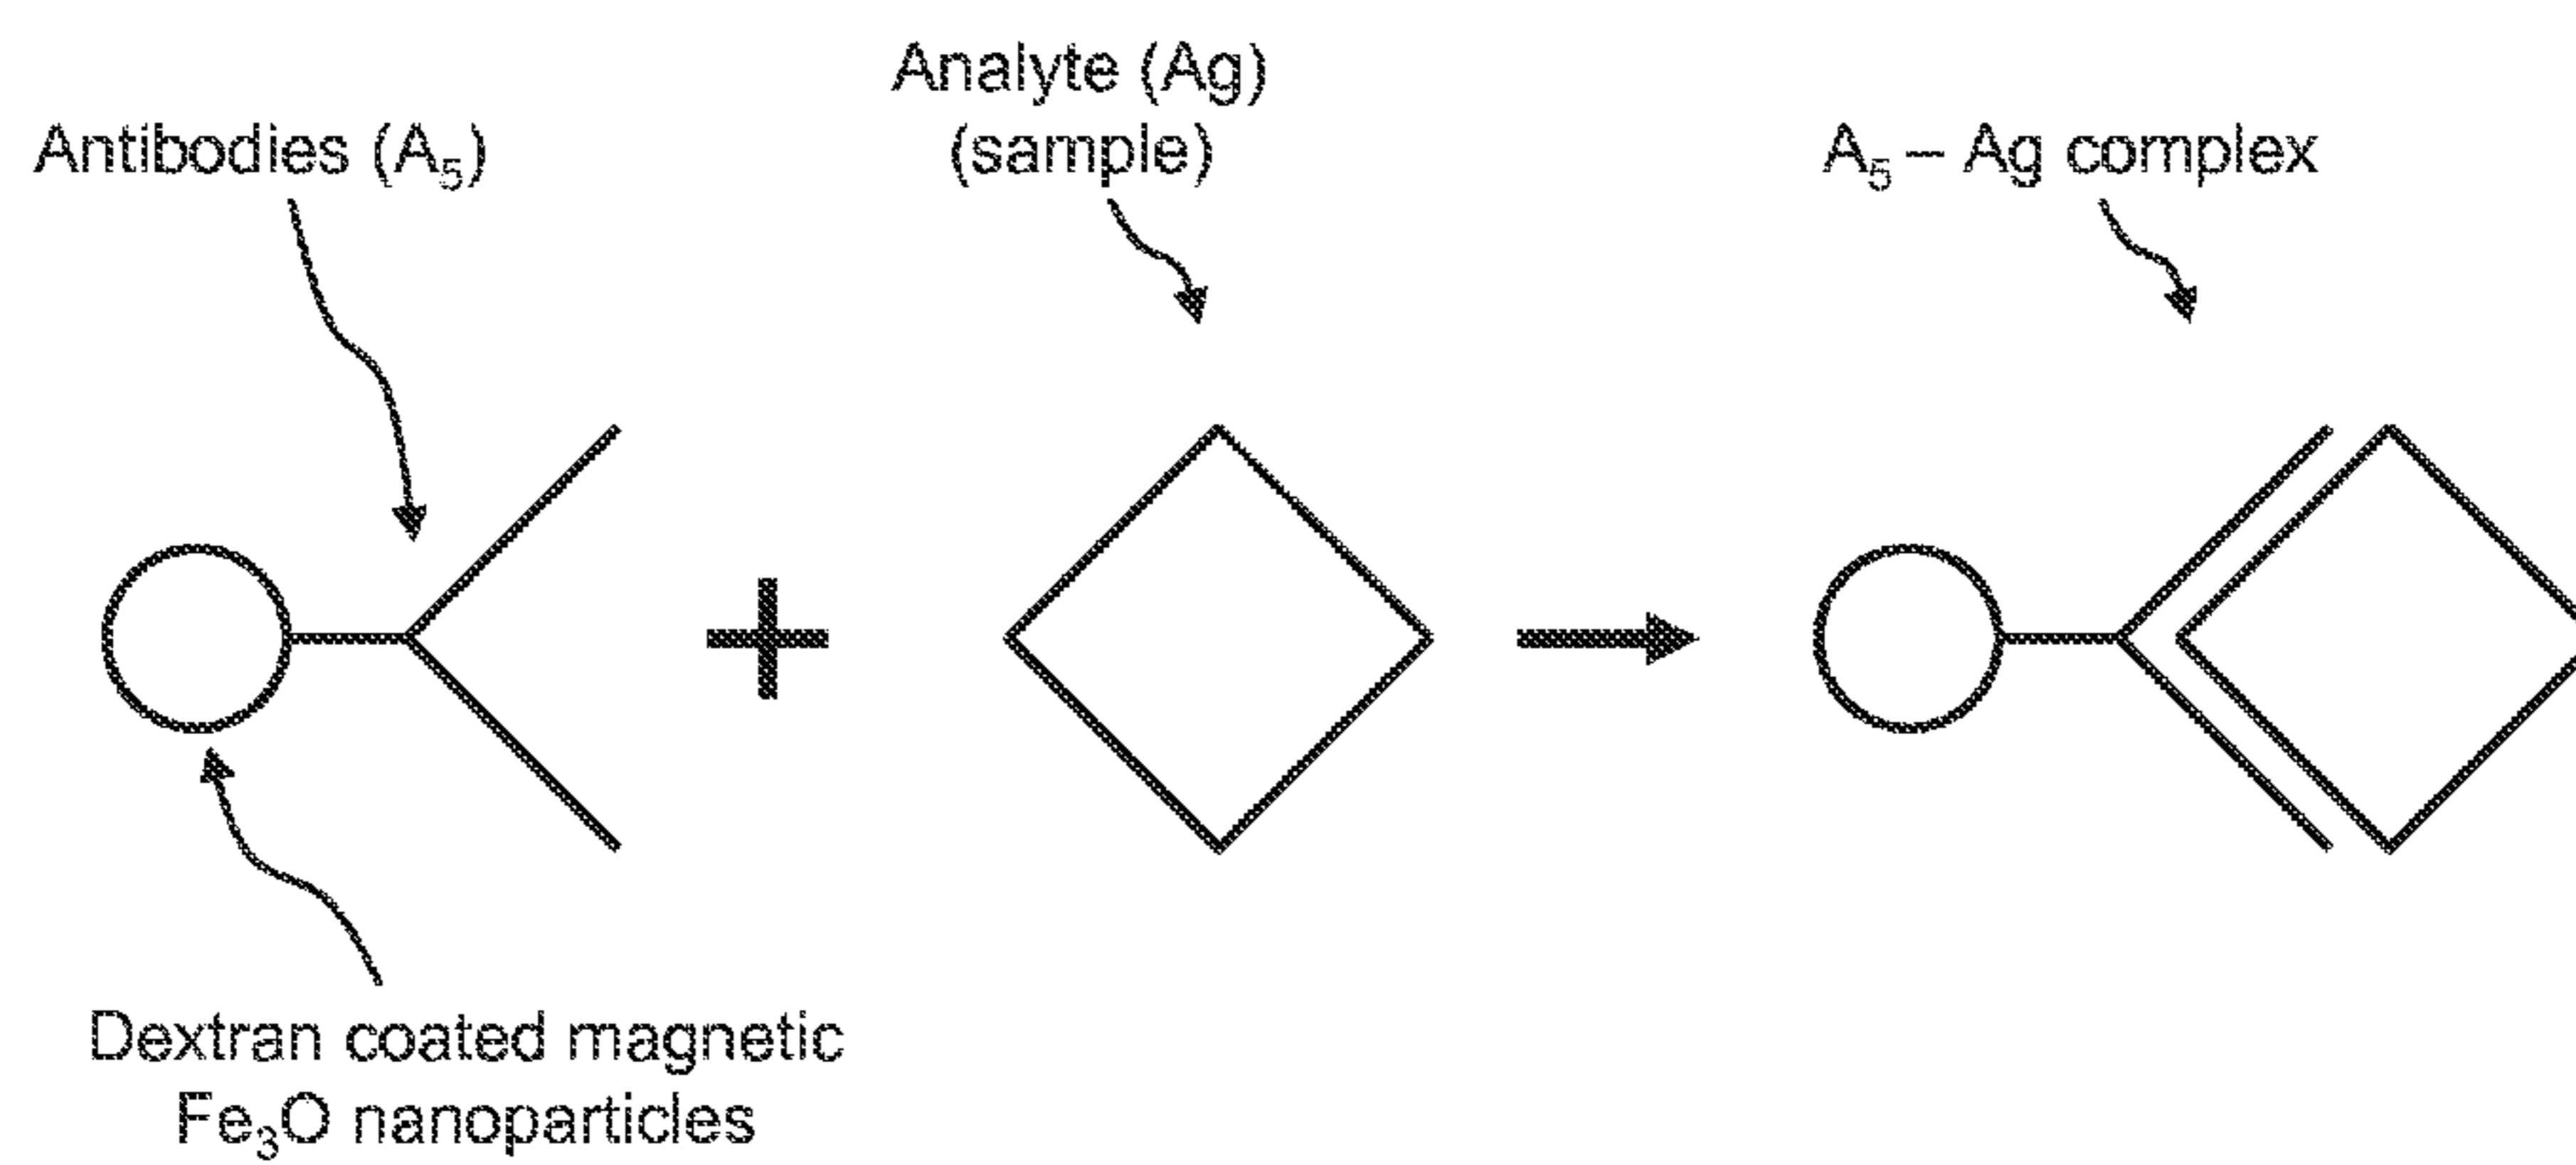 Antibodies (A₅)
Analyte (Ag)
(sample)
A₅ – Ag complex
Dextran coated magnetic
Fe₃O nanoparticles